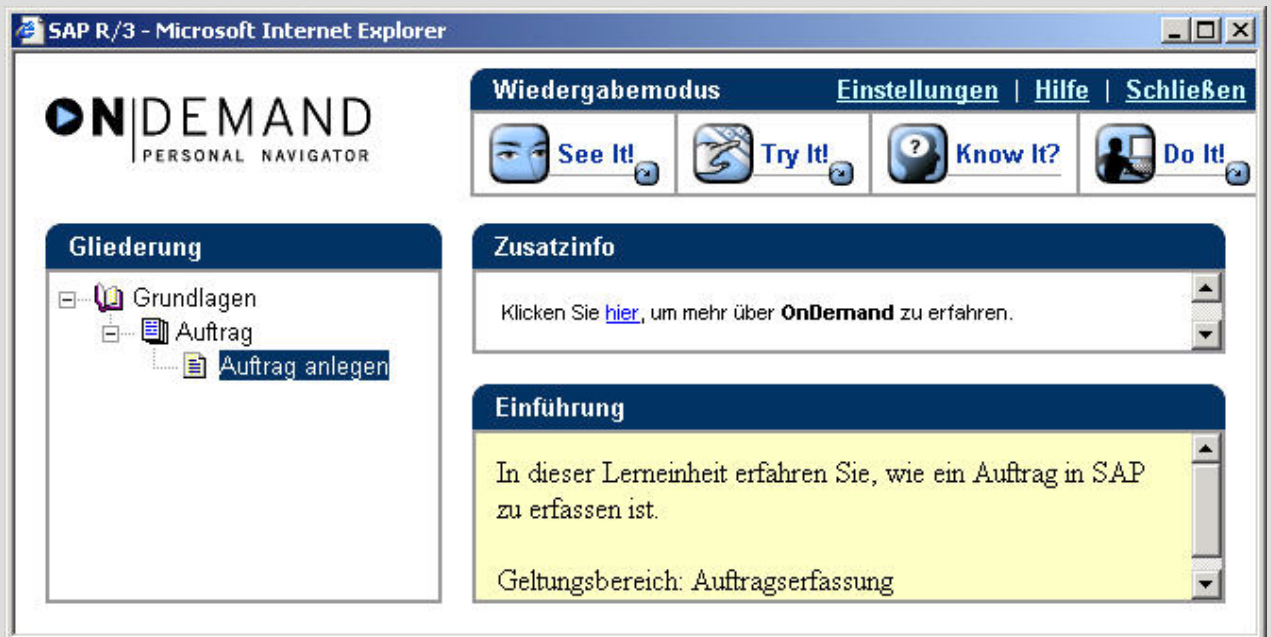 SAP R/3 - Microsoft Internet Explorer
ON|DEMAND
PERSONAL NAVIGATOR
Wiedergabemodus Einstellungen | Hilfe | Schließen
See It! Try It! Know It? Do It!
Gliederung
Grundlagen
Auftrag
Auftrag anlegen
Zusatzinfo
Klicken Sie hier, um mehr über OnDemand zu erfahren.
Einführung
In dieser Lerneinheit erfahren Sie, wie ein Auftrag in SAP
zu erfassen ist.
Geltungsbereich: Auftragserfassung